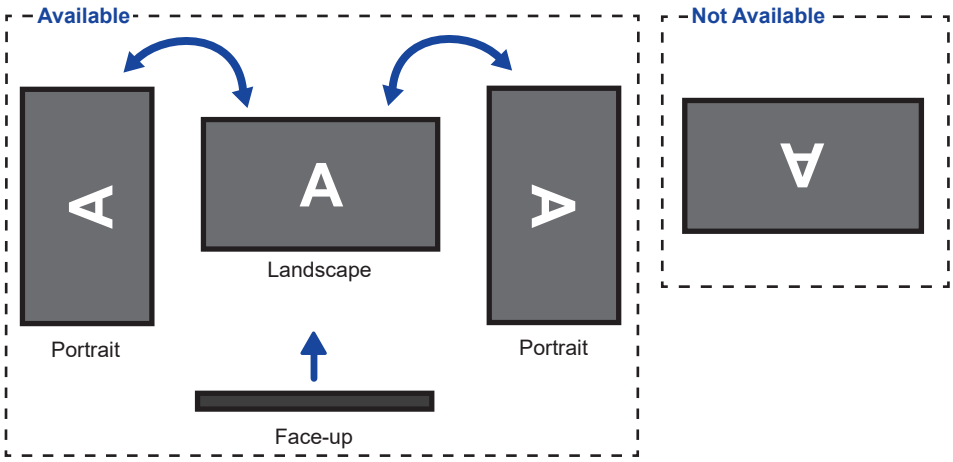 Available
Not Available
A
A
A
A
Landscape
Portrait
Portrait
Face-up